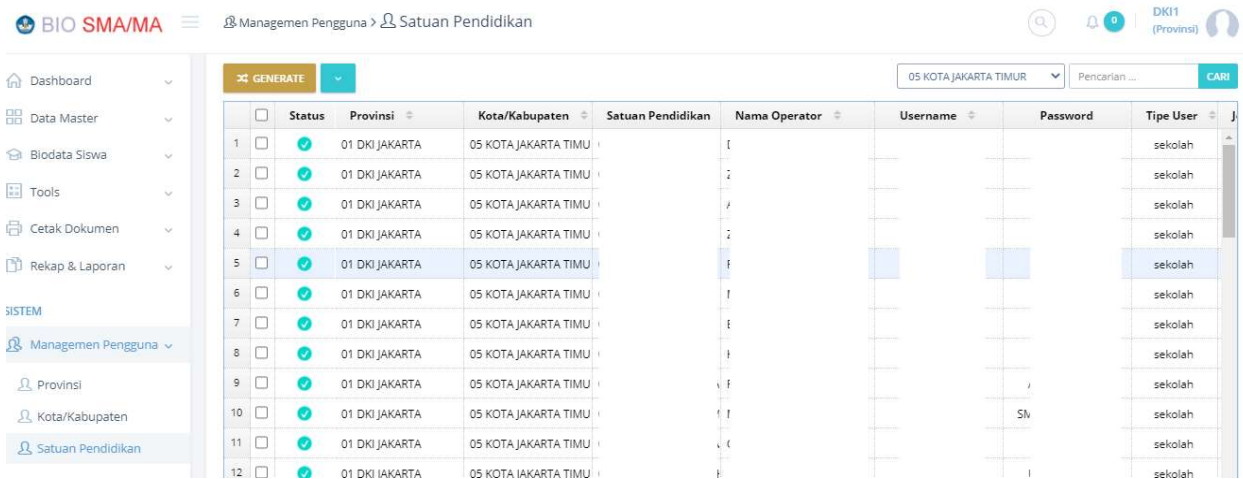 BIO SMA/MA
Managemen Pengguna > Satuan Pendidikan
0
DKI1
(Provinsi)
Dashboard
Data Master
Biodata Siswa
Tools
Cetak Dokumen
Rekap & Laporan
SISTEM
Managemen Pengguna
Provinsi
Kota/Kabupaten
Satuan Pendidikan
GENERATE
05 KOTA JAKARTA TIMUR
Pencarian ...
CARI
Status Provinsi Kota/Kabupaten Satuan Pendidikan Nama Operator Username Password Tipe User
1 01 DKI JAKARTA 05 KOTA JAKARTA TIMU sekolah
2 01 DKI JAKARTA 05 KOTA JAKARTA TIMU sekolah
3 01 DKI JAKARTA 05 KOTA JAKARTA TIMU sekolah
4 01 DKI JAKARTA 05 KOTA JAKARTA TIMU sekolah
5 01 DKI JAKARTA 05 KOTA JAKARTA TIMU sekolah
6 01 DKI JAKARTA 05 KOTA JAKARTA TIMU sekolah
7 01 DKI JAKARTA 05 KOTA JAKARTA TIMU sekolah
8 01 DKI JAKARTA 05 KOTA JAKARTA TIMU sekolah
9 01 DKI JAKARTA 05 KOTA JAKARTA TIMU sekolah
10 01 DKI JAKARTA 05 KOTA JAKARTA TIMU sekolah
11 01 DKI JAKARTA 05 KOTA JAKARTA TIMU sekolah
12 01 DKI JAKARTA 05 KOTA JAKARTA TIMU sekolah